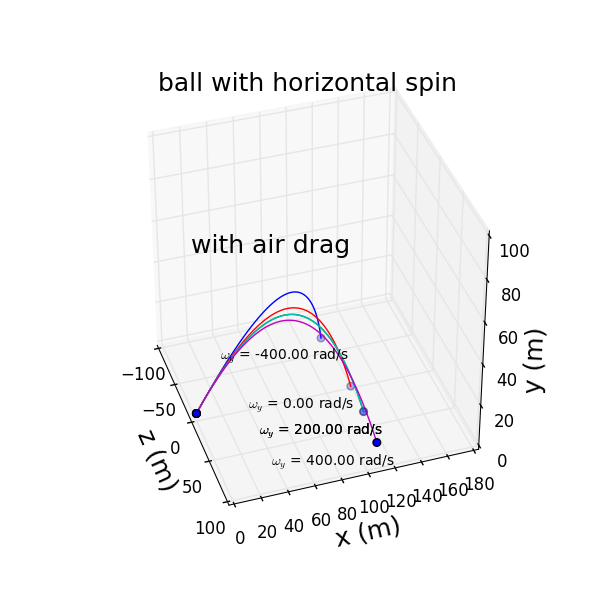 ball with horizontal spin
with air drag
ω_y = -400.00 rad/s
ω_y = 0.00 rad/s
ω_y = 200.00 rad/s
ω_y = 400.00 rad/s
100
80
60
40
20
0
y (m)
−100
−50
0
50
100
z (m)
0 20 40 60 80 100 120 140 160 180
x (m)